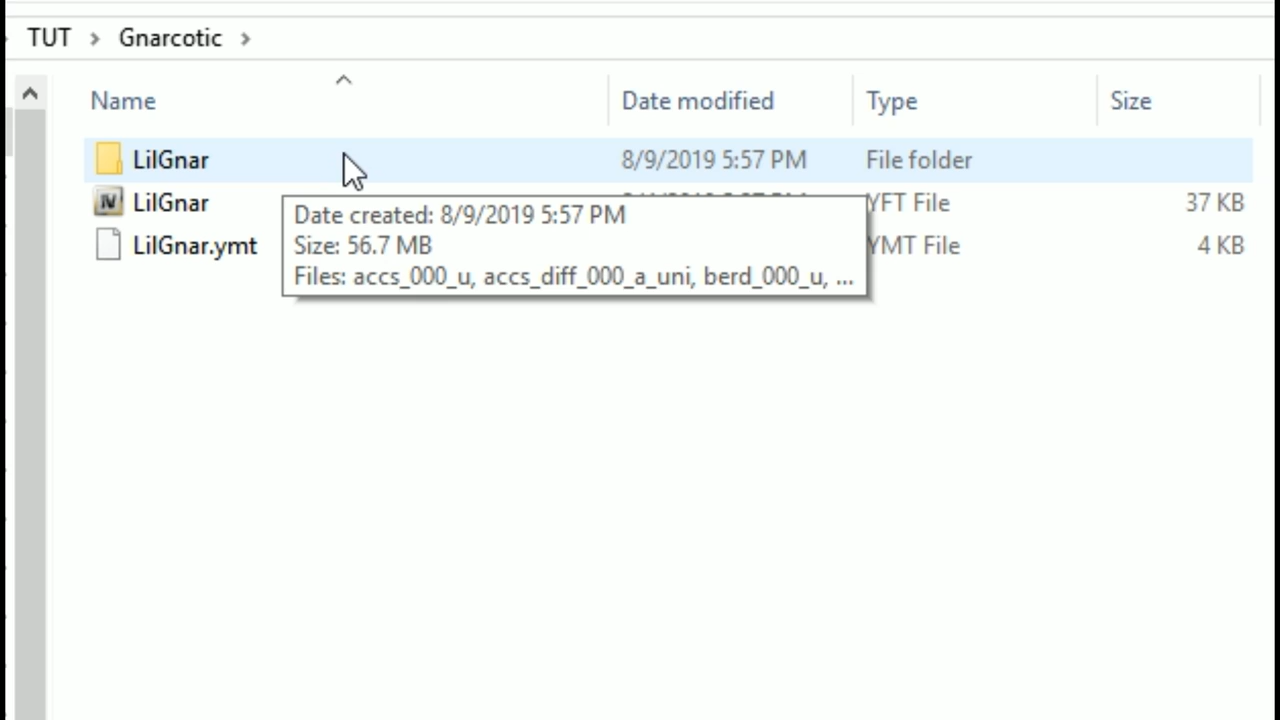 TUT > Gnarcotic >
Name Date modified Type Size
LilGnar 8/9/2019 5:57 PM File folder
LilGnar YFT File 37 KB
LilGnar.ymt YMT File 4 KB
Date created: 8/9/2019 5:57 PM
Size: 56.7 MB
Files: accs_000_u, accs_diff_000_a_uni, berd_000_u, ...